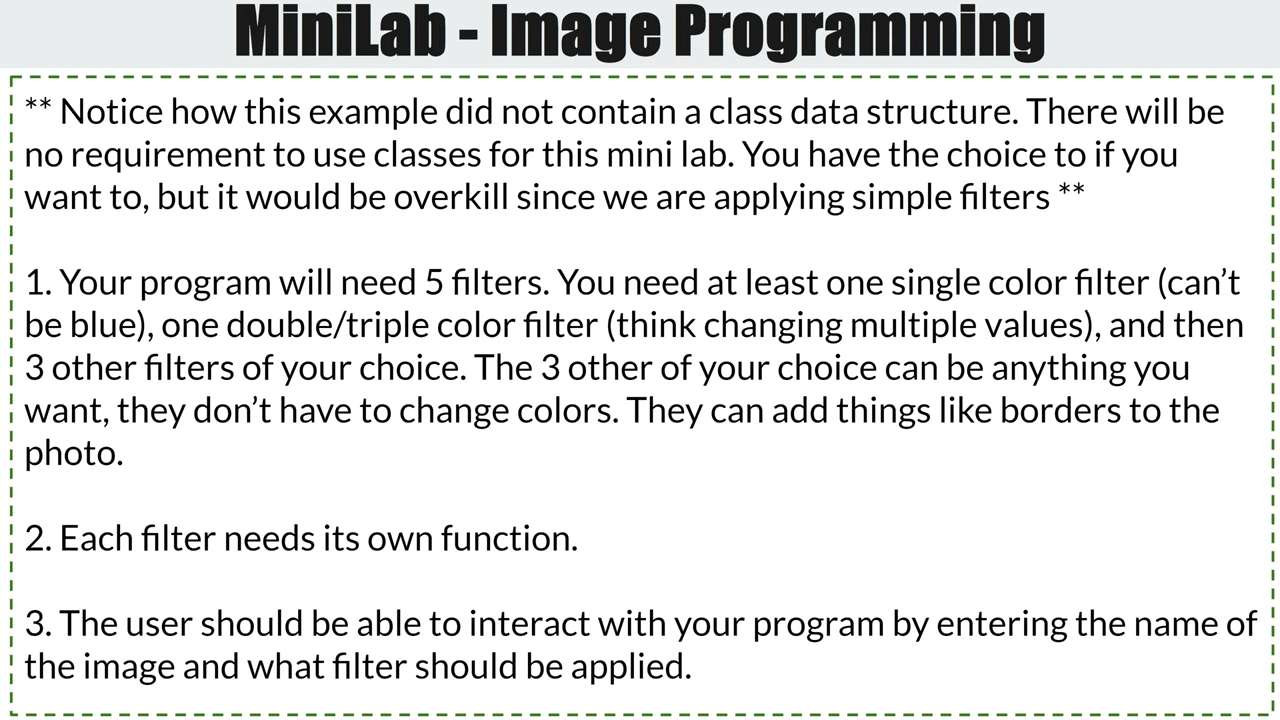 MiniLab - Image Programming
** Notice how this example did not contain a class data structure. There will be
no requirement to use classes for this mini lab. You have the choice to if you
want to, but it would be overkill since we are applying simple filters **
1. Your program will need 5 filters. You need at least one single color filter (can’t
be blue), one double/triple color filter (think changing multiple values), and then
3 other filters of your choice. The 3 other of your choice can be anything you
want, they don’t have to change colors. They can add things like borders to the
photo.
2. Each filter needs its own function.
3. The user should be able to interact with your program by entering the name of
the image and what filter should be applied.